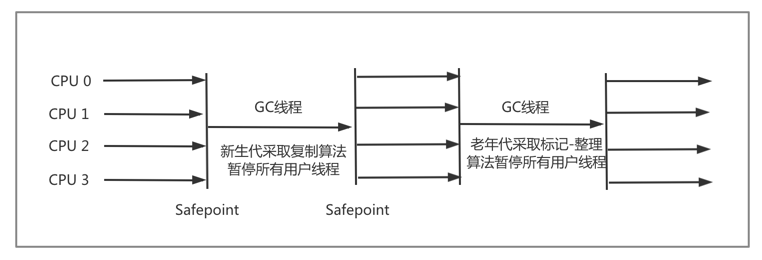 CPU 0
CPU 1
CPU 2
CPU 3
GC线程
新生代采取复制算法
暂停所有用户线程
GC线程
老年代采取标记-整理
算法暂停所有用户线程
Safepoint
Safepoint